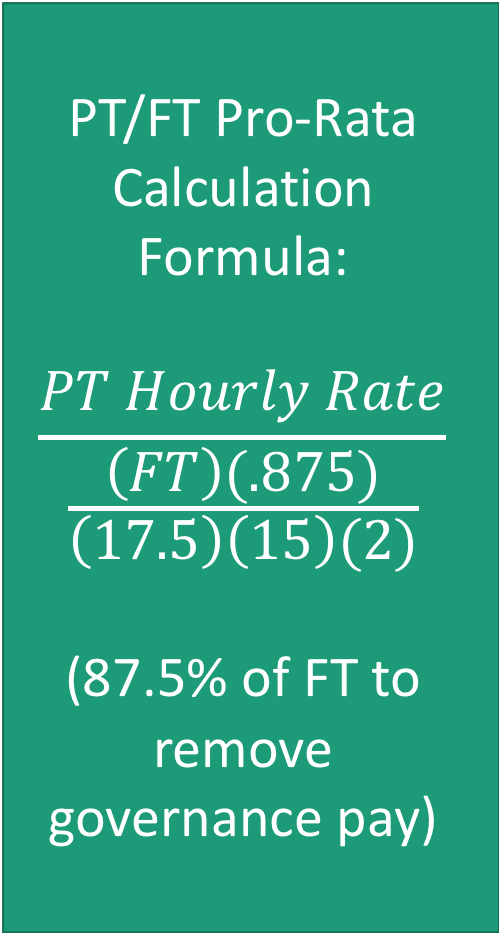 PT/FT Pro-Rata
Calculation
Formula:
PT Hourly Rate
(FT)(.875)
(17.5)(15)(2)
(87.5% of FT to
remove
governance pay)